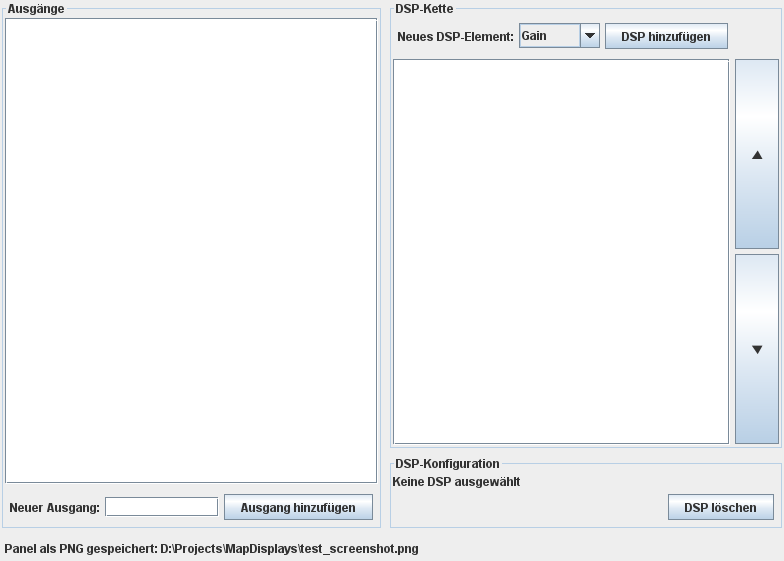 Ausgänge
DSP-Kette
Neues DSP-Element: Gain DSP hinzufügen
DSP-Konfiguration
Keine DSP ausgewählt
Neuer Ausgang: Ausgang hinzufügen
DSP löschen
Panel als PNG gespeichert: D:\Projects\MapDisplays\test_screenshot.png